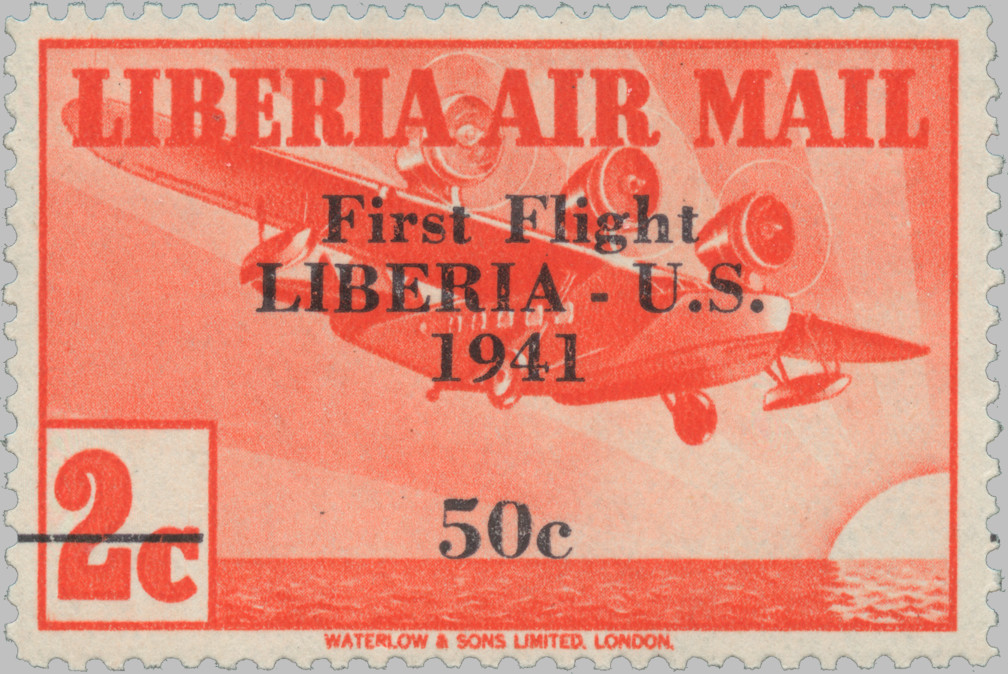 LIBERIA AIR MAIL
First Flight
LIBERIA - U.S.
1941
50c
2c
WATERLOW & SONS LIMITED, LONDON.